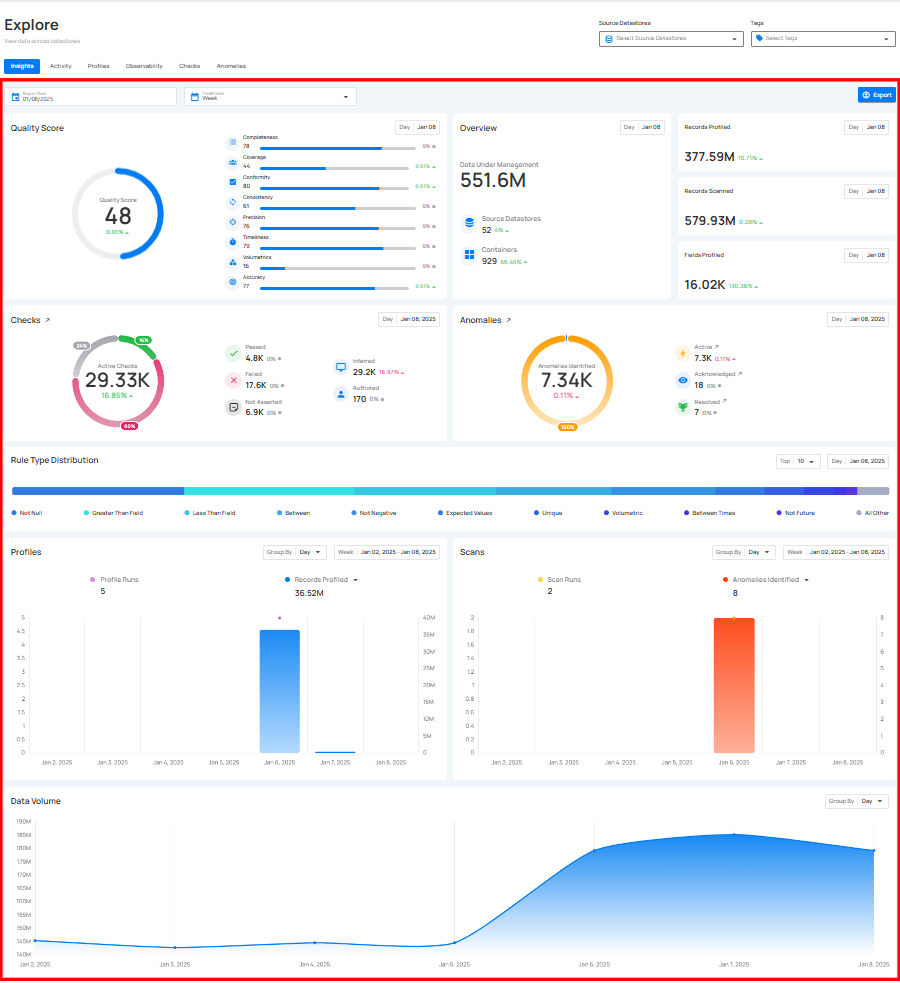 Explore
View data across datastores
Source Datastores
Select Source Datastores
Tags
Select Tags
Insights Activity Profiles Observability Checks Anomalies
Report Date
01/08/2025
Timeframe
Week
Export
Quality Score
Day Jan 08
Quality Score
48
0.01%
Completeness
78 0%
Coverage
44 0.01%
Conformity
80 0.01%
Consistency
61 0%
Precision
76 0%
Timeliness
79 0%
Volumetrics
16 0%
Accuracy
77 0.01%
Overview
Day Jan 08
Data Under Management
551.6M
Source Datastores
52 4%
Containers
929 66.49%
Records Profiled
Day Jan 08
377.59M 10.71%
Records Scanned
Day Jan 08
579.93M 0.28%
Fields Profiled
Day Jan 08
16.02K 130.38%
Checks
Day Jan 08, 2025
24%
16%
60%
Active Checks
29.33K
16.85%
Passed
4.8K 0%
Failed
17.6K 0%
Not Asserted
6.9K 0%
Inferred
29.2K 16.97%
Authored
170 0%
Anomalies
Day Jan 08, 2025
Anomalies Identified
7.34K
0.11%
100%
Active
7.3K 0.11%
Acknowledged
18 0%
Resolved
7 0%
Rule Type Distribution
Top 10
Day Jan 08, 2025
Not Null Greater Than Field Less Than Field Between Not Negative Expected Values Unique Volumetric Between Times Not Future All Other
Profiles
Group By Day
Week Jan 02, 2025 - Jan 08, 2025
Profile Runs
5
Records Profiled
36.52M
5
4.5
4
3.5
3
2.5
2
1.5
1
0.5
0
40M
35M
30M
25M
20M
15M
10M
5M
0
Jan 2, 2025 Jan 3, 2025 Jan 4, 2025 Jan 5, 2025 Jan 6, 2025 Jan 7, 2025 Jan 8, 2025
Scans
Group By Day
Week Jan 02, 2025 - Jan 08, 2025
Scan Runs
2
Anomalies Identified
8
2
1.8
1.6
1.4
1.2
1
0.8
0.6
0.4
0.2
0
8
7
6
5
4
3
2
1
0
Jan 2, 2025 Jan 3, 2025 Jan 4, 2025 Jan 5, 2025 Jan 6, 2025 Jan 7, 2025 Jan 8, 2025
Data Volume
Group By Day
190M
185M
180M
175M
170M
165M
160M
155M
150M
145M
140M
Jan 2, 2025 Jan 3, 2025 Jan 4, 2025 Jan 5, 2025 Jan 6, 2025 Jan 7, 2025 Jan 8, 2025